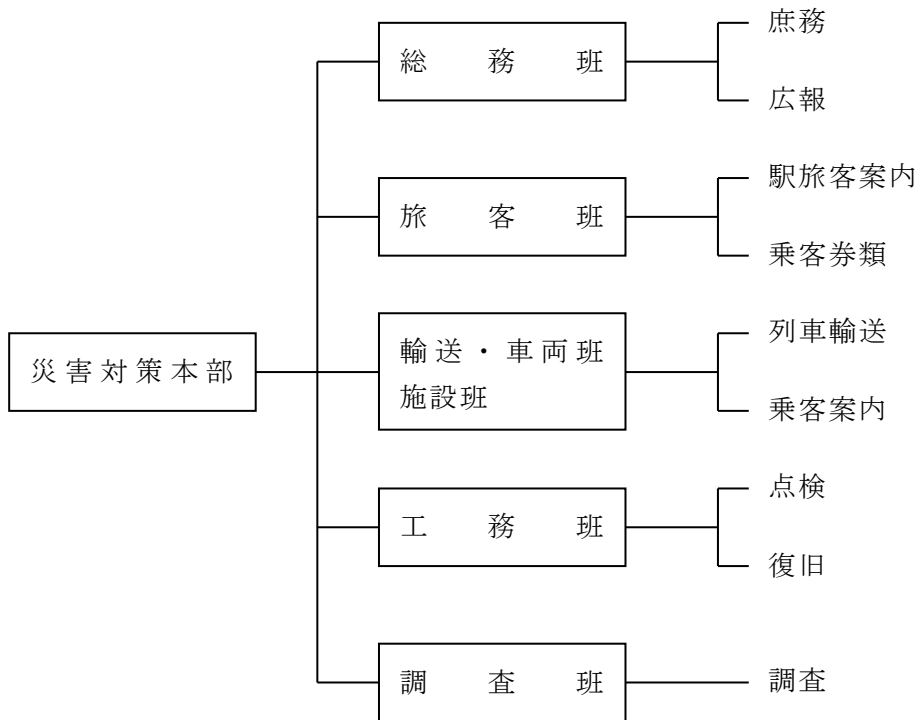 災害対策本部
総務班
庶務
広報
旅客班
駅旅客案内
乗客券類
輸送・車両班
施設班
列車輸送
乗客案内
工務班
点検
復旧
調査班
調査